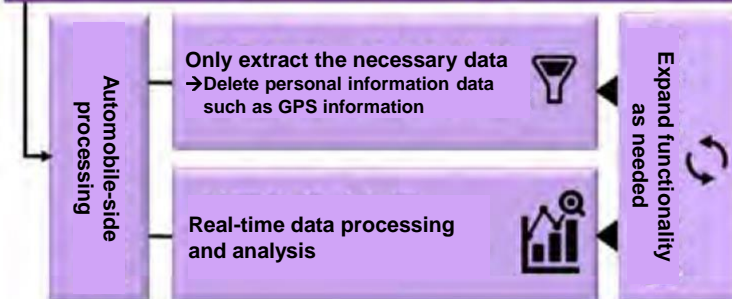 Automobile-side
processing
Only extract the necessary data
→Delete personal information data
such as GPS information
Real-time data processing
and analysis
Expand functionality
as needed